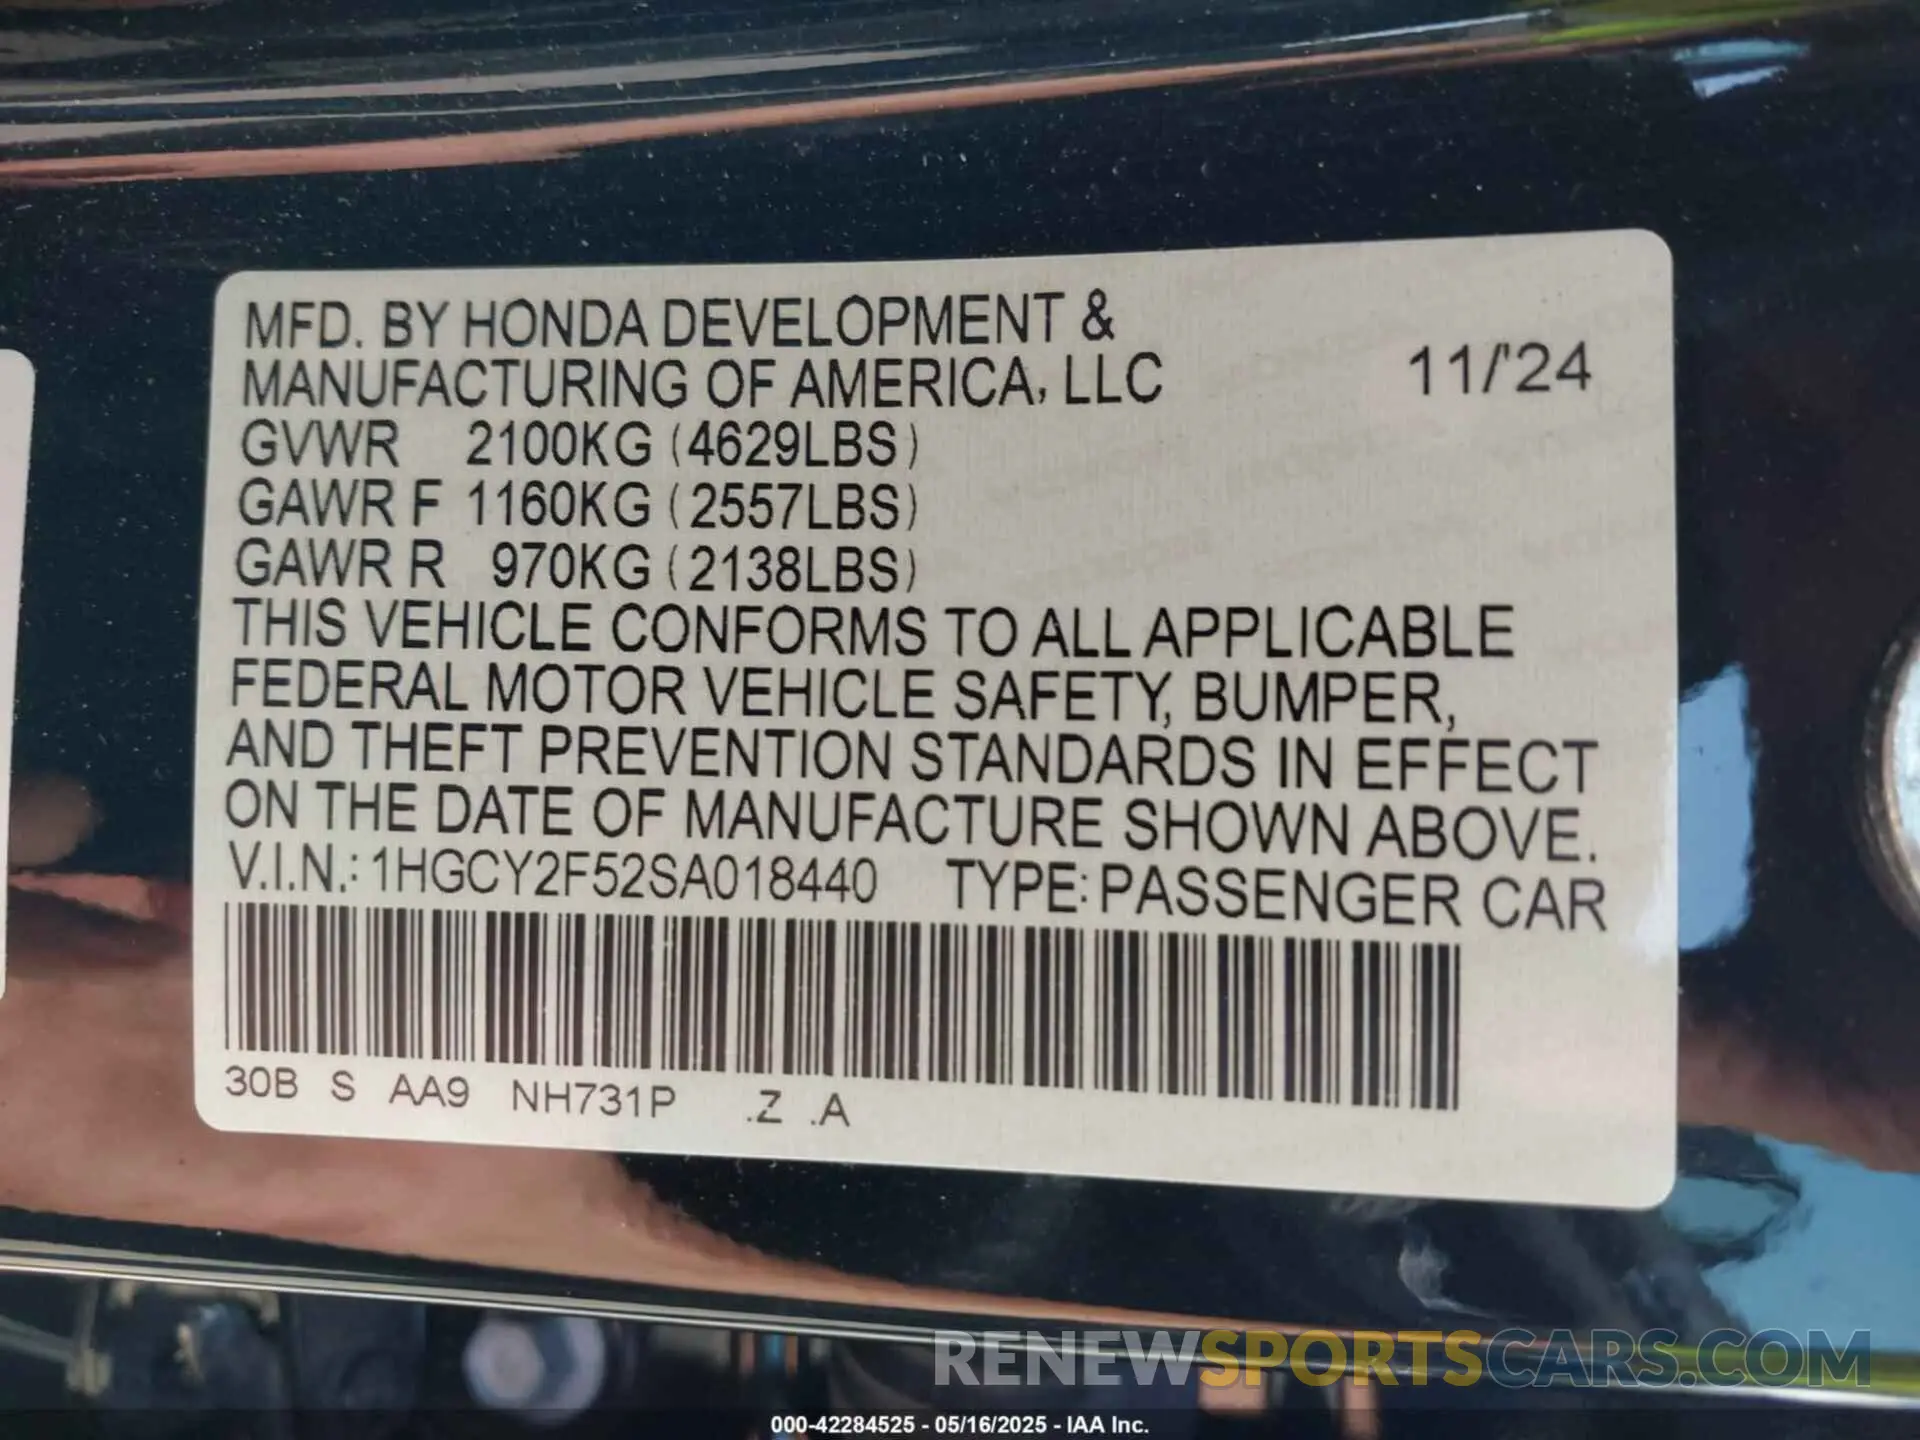 MFD. BY HONDA DEVELOPMENT &
MANUFACTURING OF AMERICA, LLC 11/'24
GVWR 2100KG (4629LBS)
GAWR F 1160KG (2557LBS)
GAWR R 970KG (2138LBS)
THIS VEHICLE CONFORMS TO ALL APPLICABLE
FEDERAL MOTOR VEHICLE SAFETY, BUMPER,
AND THEFT PREVENTION STANDARDS IN EFFECT
ON THE DATE OF MANUFACTURE SHOWN ABOVE.
V.I.N.: 1HGCY2F52SA018440 TYPE: PASSENGER CAR
30B S AA9 NH731P .Z .A
RENEWSPORTSCARS.COM
000-42284525 - 05/16/2025 - IAA Inc.